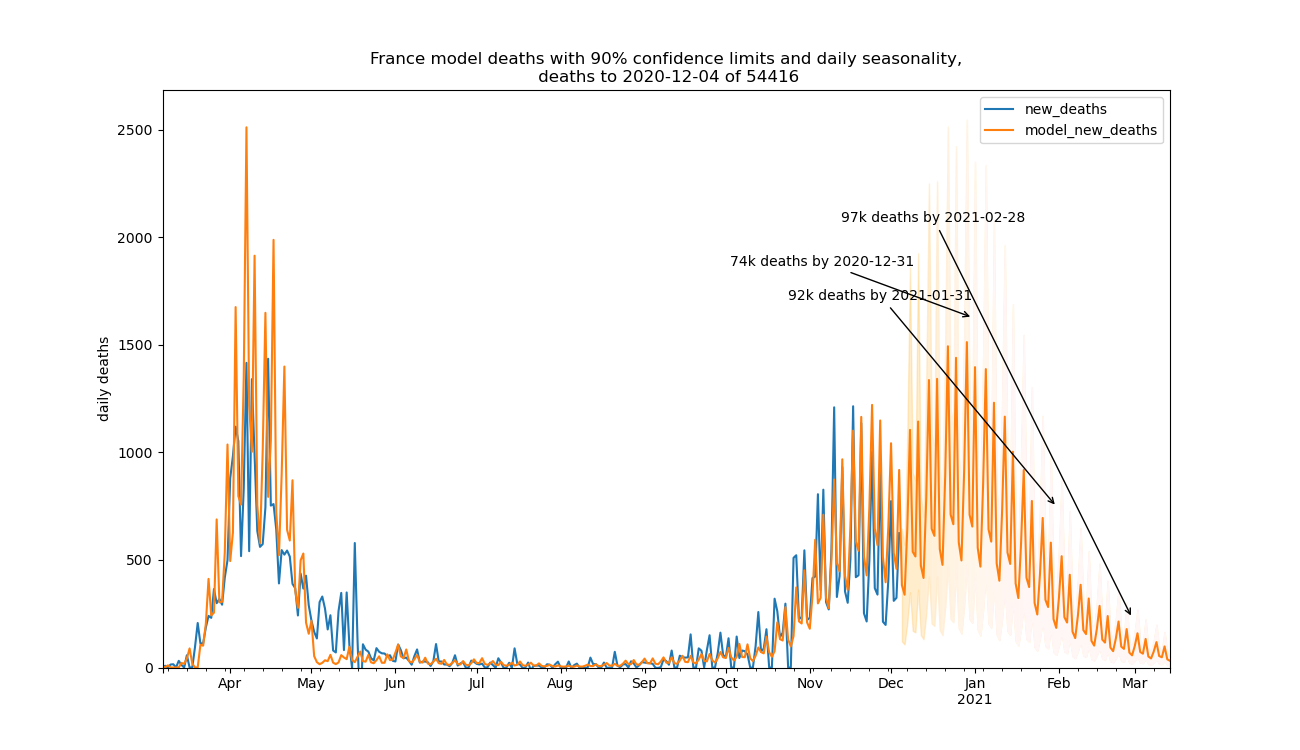 France model deaths with 90% confidence limits and daily seasonality,
deaths to 2020-12-04 of 54416
new_deaths
model_new_deaths
daily deaths
2500
2000
1500
1000
500
0
97k deaths by 2021-02-28
74k deaths by 2020-12-31
92k deaths by 2021-01-31
Apr May Jun Jul Aug Sep Oct Nov Dec Jan Feb Mar
2021